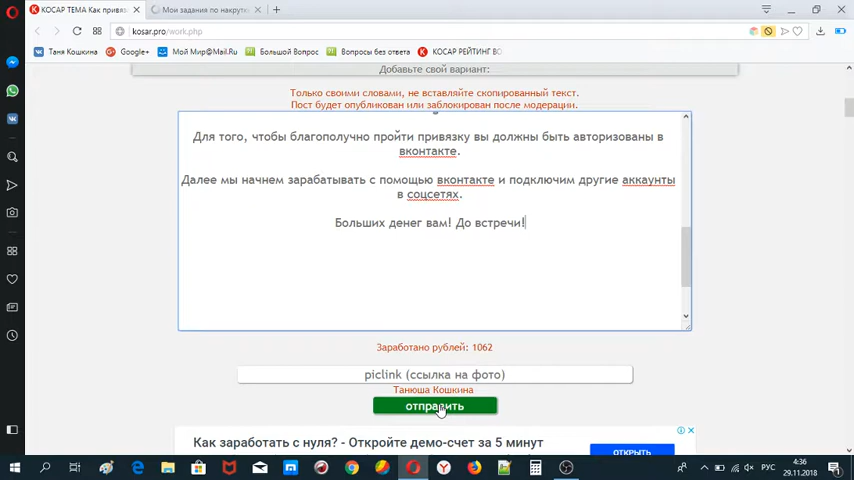 КОСАР ТЕМА Как привяз
Мои задания по накрутк
kosar.pro/work.php
Таня Кошкина
Google+
Мой Мир@Mail.Ru
Большой Вопрос
Вопросы без ответа
КОСАР РЕЙТИНГ ВО
Добавьте свой вариант:
Только своими словами, не вставляйте скопированный текст.
Пост будет опубликован или заблокирован после модерации.
Для того, чтобы благополучно пройти привязку вы должны быть авторизованы в
вконтакте.
Далее мы начнем зарабатывать с помощью вконтакте и подключим другие аккаунты
в соцсетях.
Больших денег вам! До встречи!
Заработано рублей: 1062
piclink (ссылка на фото)
Танюша Кошкина
отправить
Как заработать с нуля? - Откройте демо-счет за 5 минут
ОТКРЫТЬ
РУС
4:36
29.11.2018